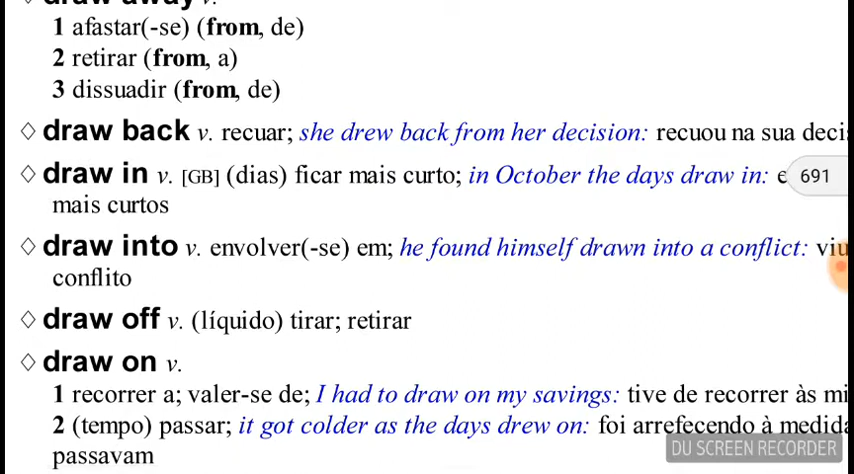 ◇ draw away v.
1 afastar(-se) (from, de)
2 retirar (from, a)
3 dissuadir (from, de)
◇ draw back v. recuar; she drew back from her decision: recuou na sua
◇ draw in v. [GB] (dias) ficar mais curto; in October the days draw in:
691
mais curtos
◇ draw into v. envolver(-se) em; he found himself drawn into a conflict:
conflito
◇ draw off v. (líquido) tirar; retirar
◇ draw on v.
1 recorrer a; valer-se de; I had to draw on my savings: tive de recorrer às
2 (tempo) passar; it got colder as the days drew on: foi arrefecendo à
DU SCREEN RECORDER
passavam